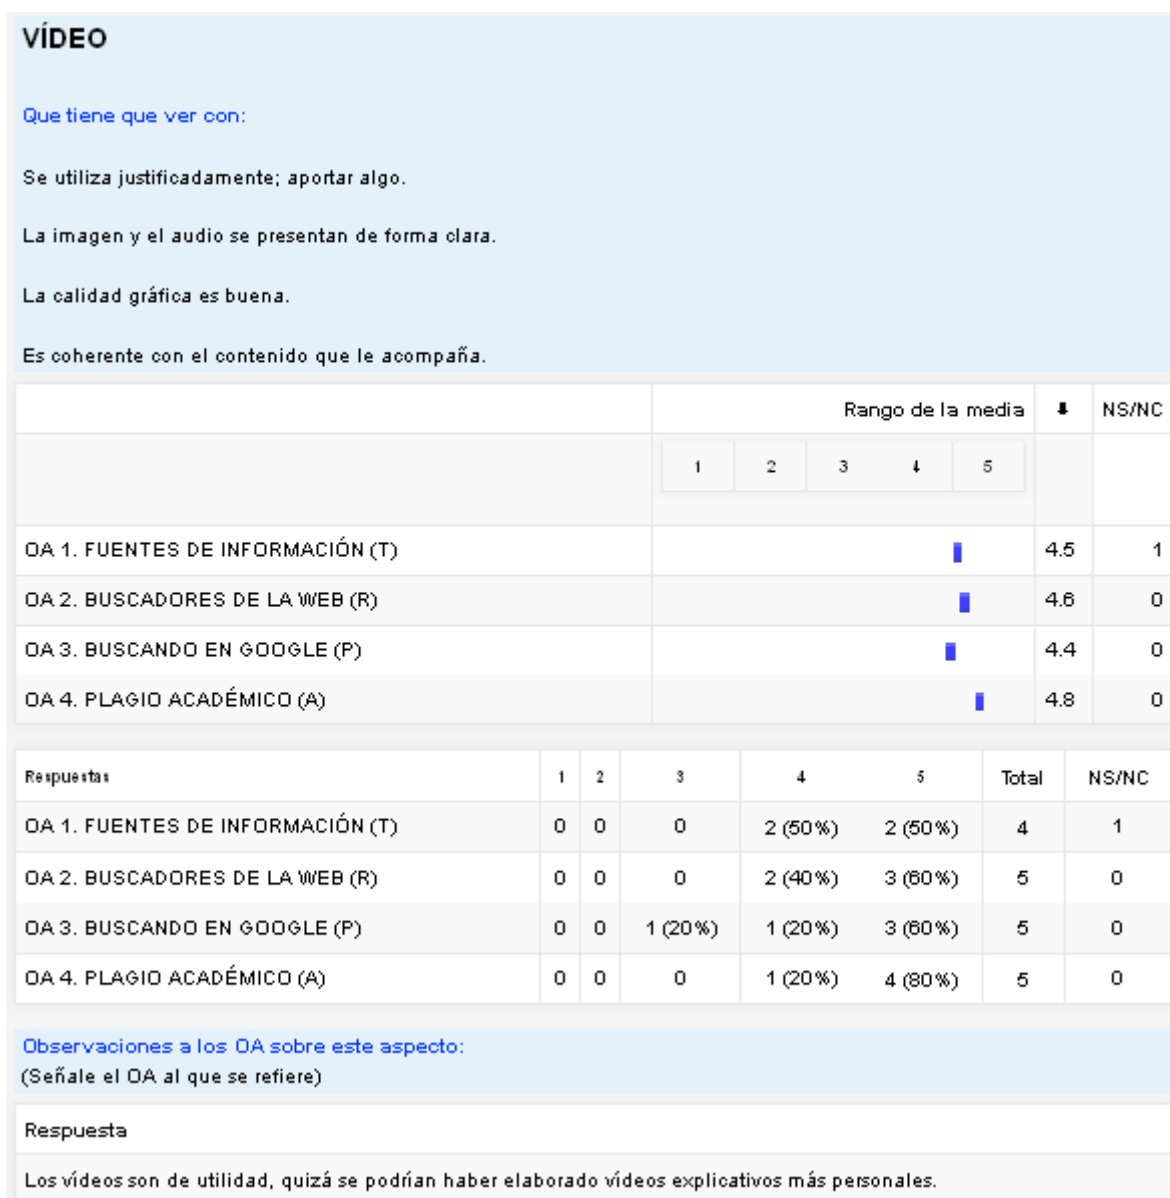 VÍDEO
Que tiene que ver con:
Se utiliza justificadamente; aportar algo.
La imagen y el audio se presentan de forma clara.
La calidad gráfica es buena.
Es coherente con el contenido que le acompaña.
Rango de la media ⬇ NS/NC
1 2 3 4 5
OA 1. FUENTES DE INFORMACIÓN (T) 4.5 1
OA 2. BUSCADORES DE LA WEB (R) 4.6 0
OA 3. BUSCANDO EN GOOGLE (P) 4.4 0
OA 4. PLAGIO ACADÉMICO (A) 4.8 0
Respuestas 1 2 3 4 5 Total NS/NC
OA 1. FUENTES DE INFORMACIÓN (T) 0 0 0 2 (50%) 2 (50%) 4 1
OA 2. BUSCADORES DE LA WEB (R) 0 0 0 2 (40%) 3 (60%) 5 0
OA 3. BUSCANDO EN GOOGLE (P) 0 0 1 (20%) 1 (20%) 3 (60%) 5 0
OA 4. PLAGIO ACADÉMICO (A) 0 0 0 1 (20%) 4 (80%) 5 0
Observaciones a los OA sobre este aspecto:
(Señale el OA al que se refiere)
Respuesta
Los vídeos son de utilidad, quizá se podrían haber elaborado vídeos explicativos más personales.